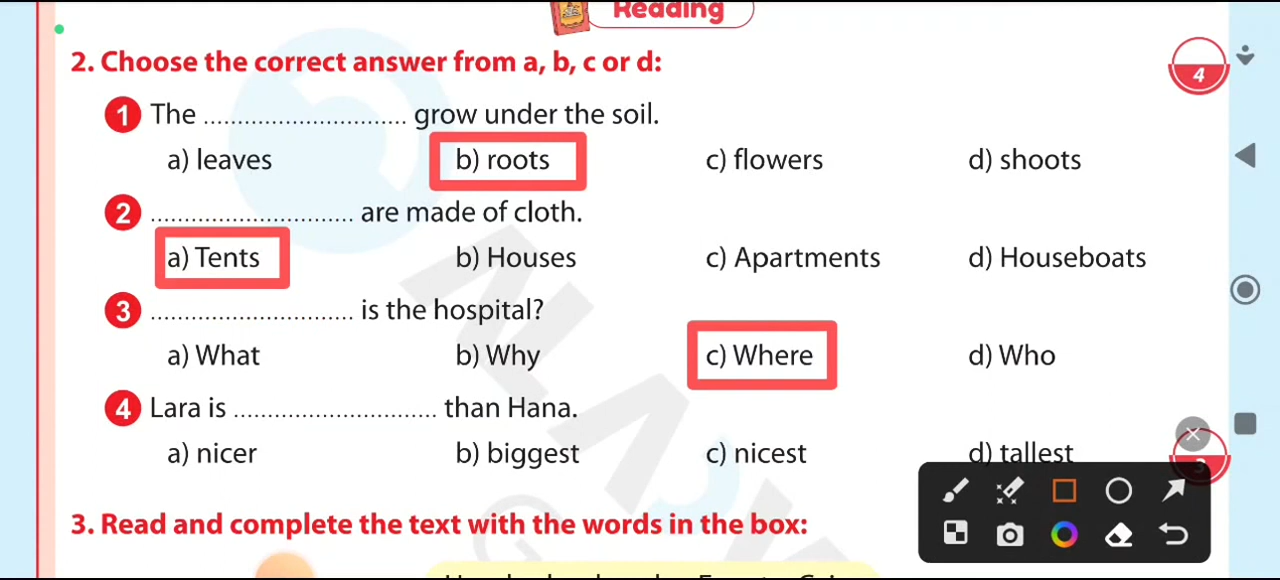 Reading
2. Choose the correct answer from a, b, c or d:
4
1 The ............................ grow under the soil.
a) leaves b) roots c) flowers d) shoots
2 ............................ are made of cloth.
a) Tents b) Houses c) Apartments d) Houseboats
3 ............................ is the hospital?
a) What b) Why c) Where d) Who
4 Lara is ............................ than Hana.
a) nicer b) biggest c) nicest d) tallest
3
3. Read and complete the text with the words in the box: